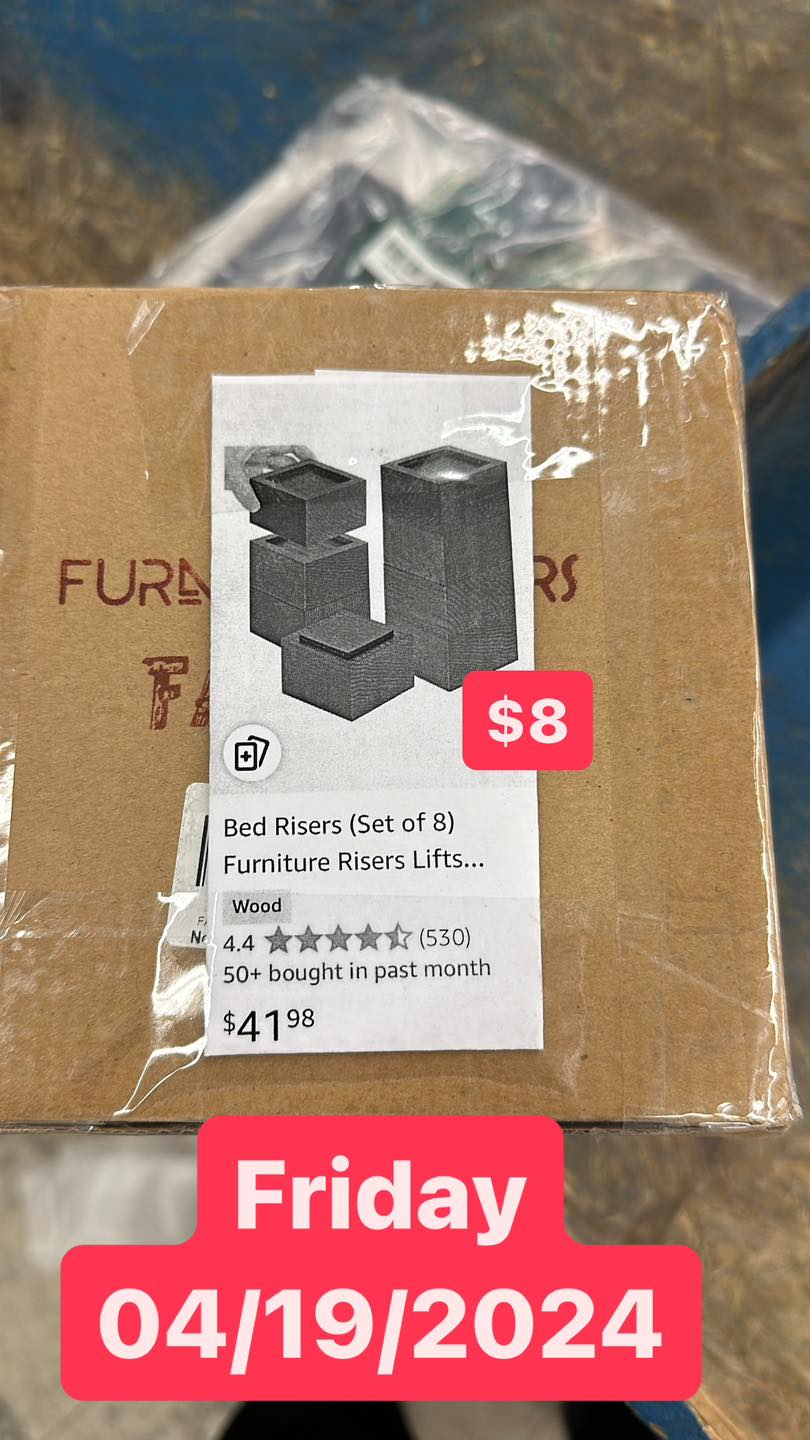 $8
Bed Risers (Set of 8)
Furniture Risers Lifts...
Wood
4.4 (530)
50+ bought in past month
$41 98
Friday
04/19/2024